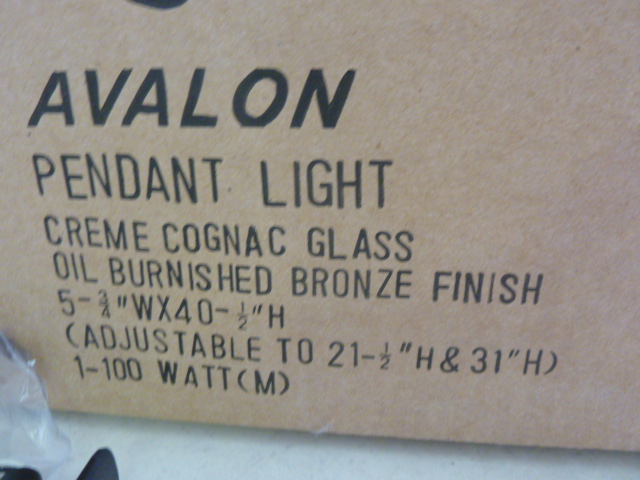 AVALON
PENDANT LIGHT
CREME COGNAC GLASS
OIL BURNISHED BRONZE FINISH
5-3/4"WX40-1/2"H
(ADJUSTABLE TO 21-1/2"H & 31"H)
1-100 WATT(M)